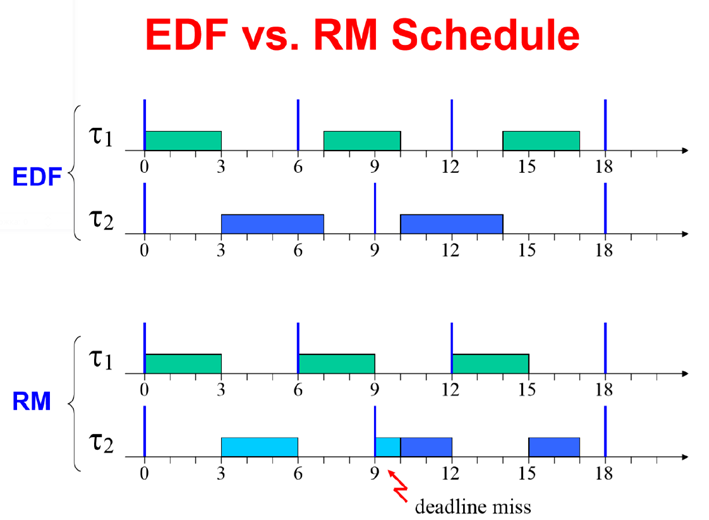 EDF vs. RM Schedule
τ1
0 3 6 9 12 15 18
EDF
τ2
0 3 6 9 12 15 18
τ1
0 3 6 9 12 15 18
RM
τ2
0 3 6 9 12 15 18
deadline miss